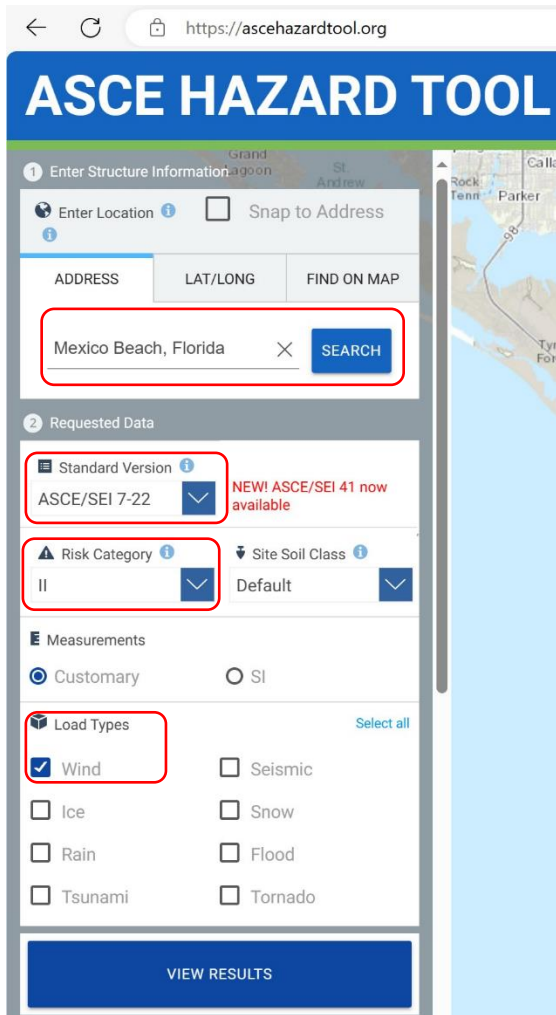 https://ascehazardtool.org
ASCE HAZARD TOOL
Grand
Lagoon
St.
Andrew
1 Enter Structure Information
Enter Location Snap to Address
ADDRESS LAT/LONG FIND ON MAP
Mexico Beach, Florida SEARCH
2 Requested Data
Standard Version
ASCE/SEI 7-22
NEW! ASCE/SEI 41 now
available
Risk Category Site Soil Class
II Default
Measurements
Customary SI
Load Types Select all
Wind Seismic
Ice Snow
Rain Flood
Tsunami Tornado
VIEW RESULTS
Rock
Parker
98